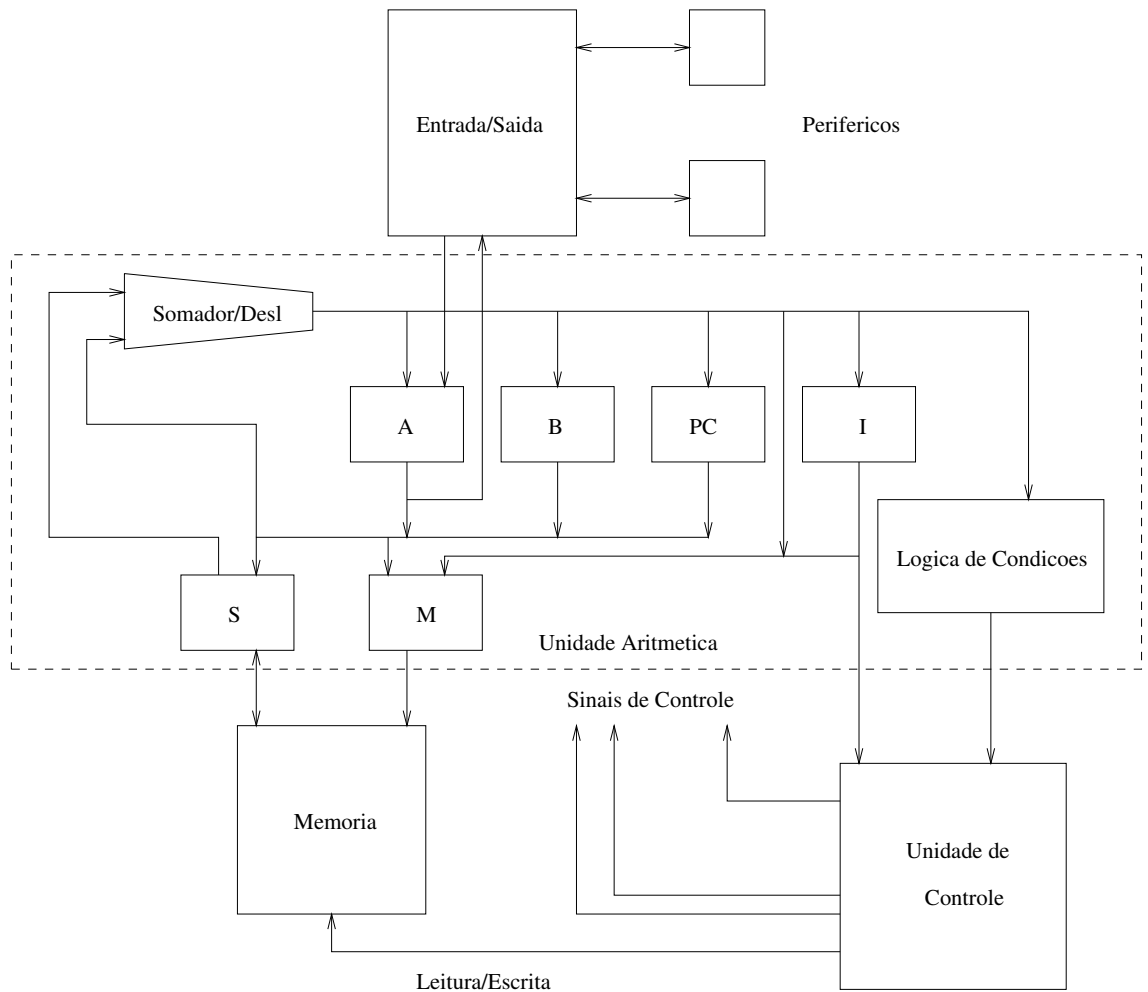 Entrada/Saida
Perifericos
Somador/Desl
A
B
PC
I
Logica de Condicoes
S
M
Unidade Aritmetica
Sinais de Controle
Memoria
Unidade de
Controle
Leitura/Escrita